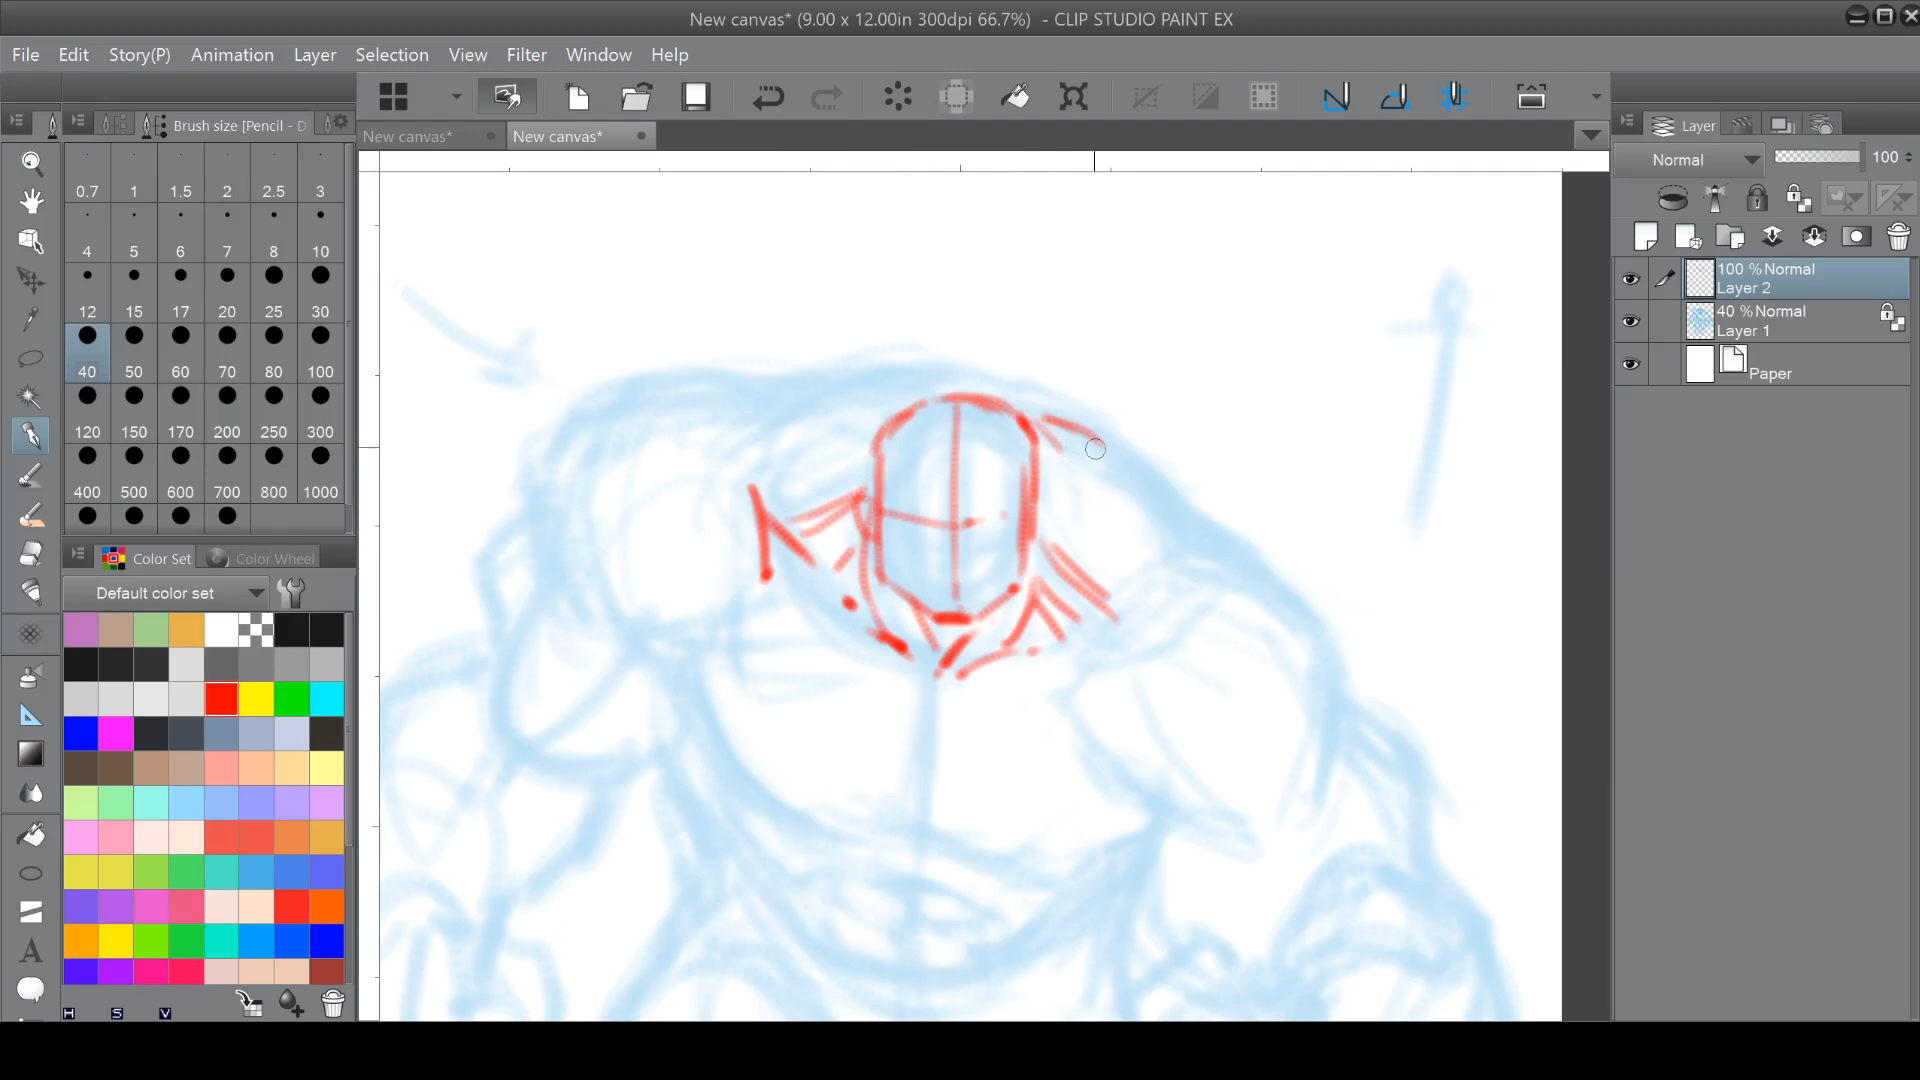 New canvas* (9.00 x 12.00in 300dpi 66.7%) - CLIP STUDIO PAINT EX
File Edit Story(P) Animation Layer Selection View Filter Window Help
Brush size [Pencil - D
New canvas* New canvas*
Layer
0.7 1 1.5 2 2.5 3
4 5 6 7 8 10
12 15 17 20 25 30
40 50 60 70 80 100
120 150 170 200 250 300
400 500 600 700 800 1000
Color Set Color Wheel
Default color set
H S V
Normal 100
100 %Normal
Layer 2
40 %Normal
Layer 1
Paper